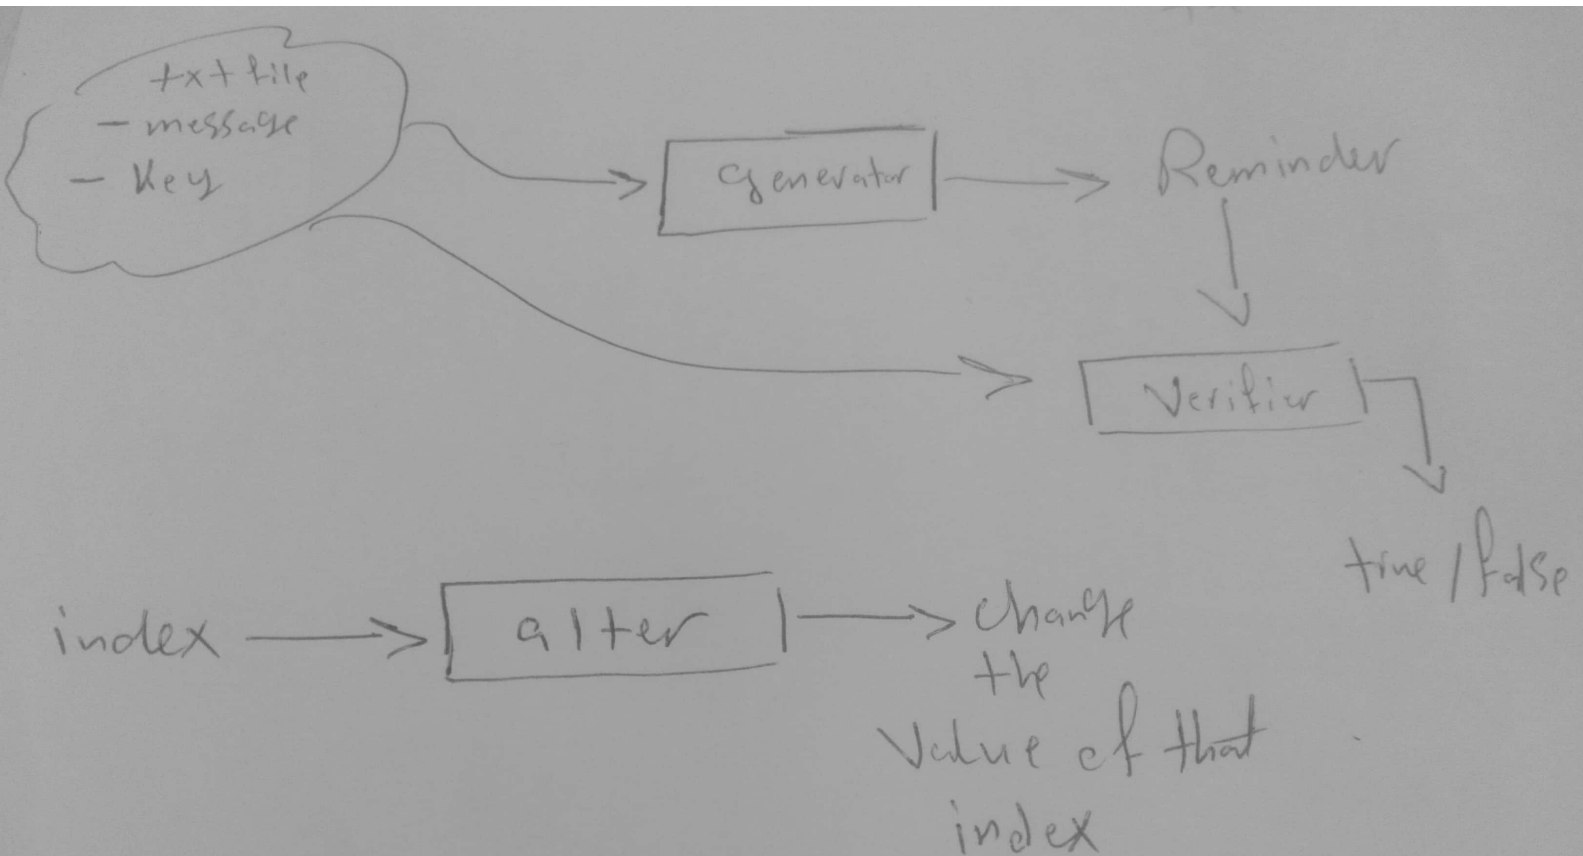 txt file
- message
- Key
generator
Reminder
Verifier
true / false
index
alter
change
the
Value of that
index